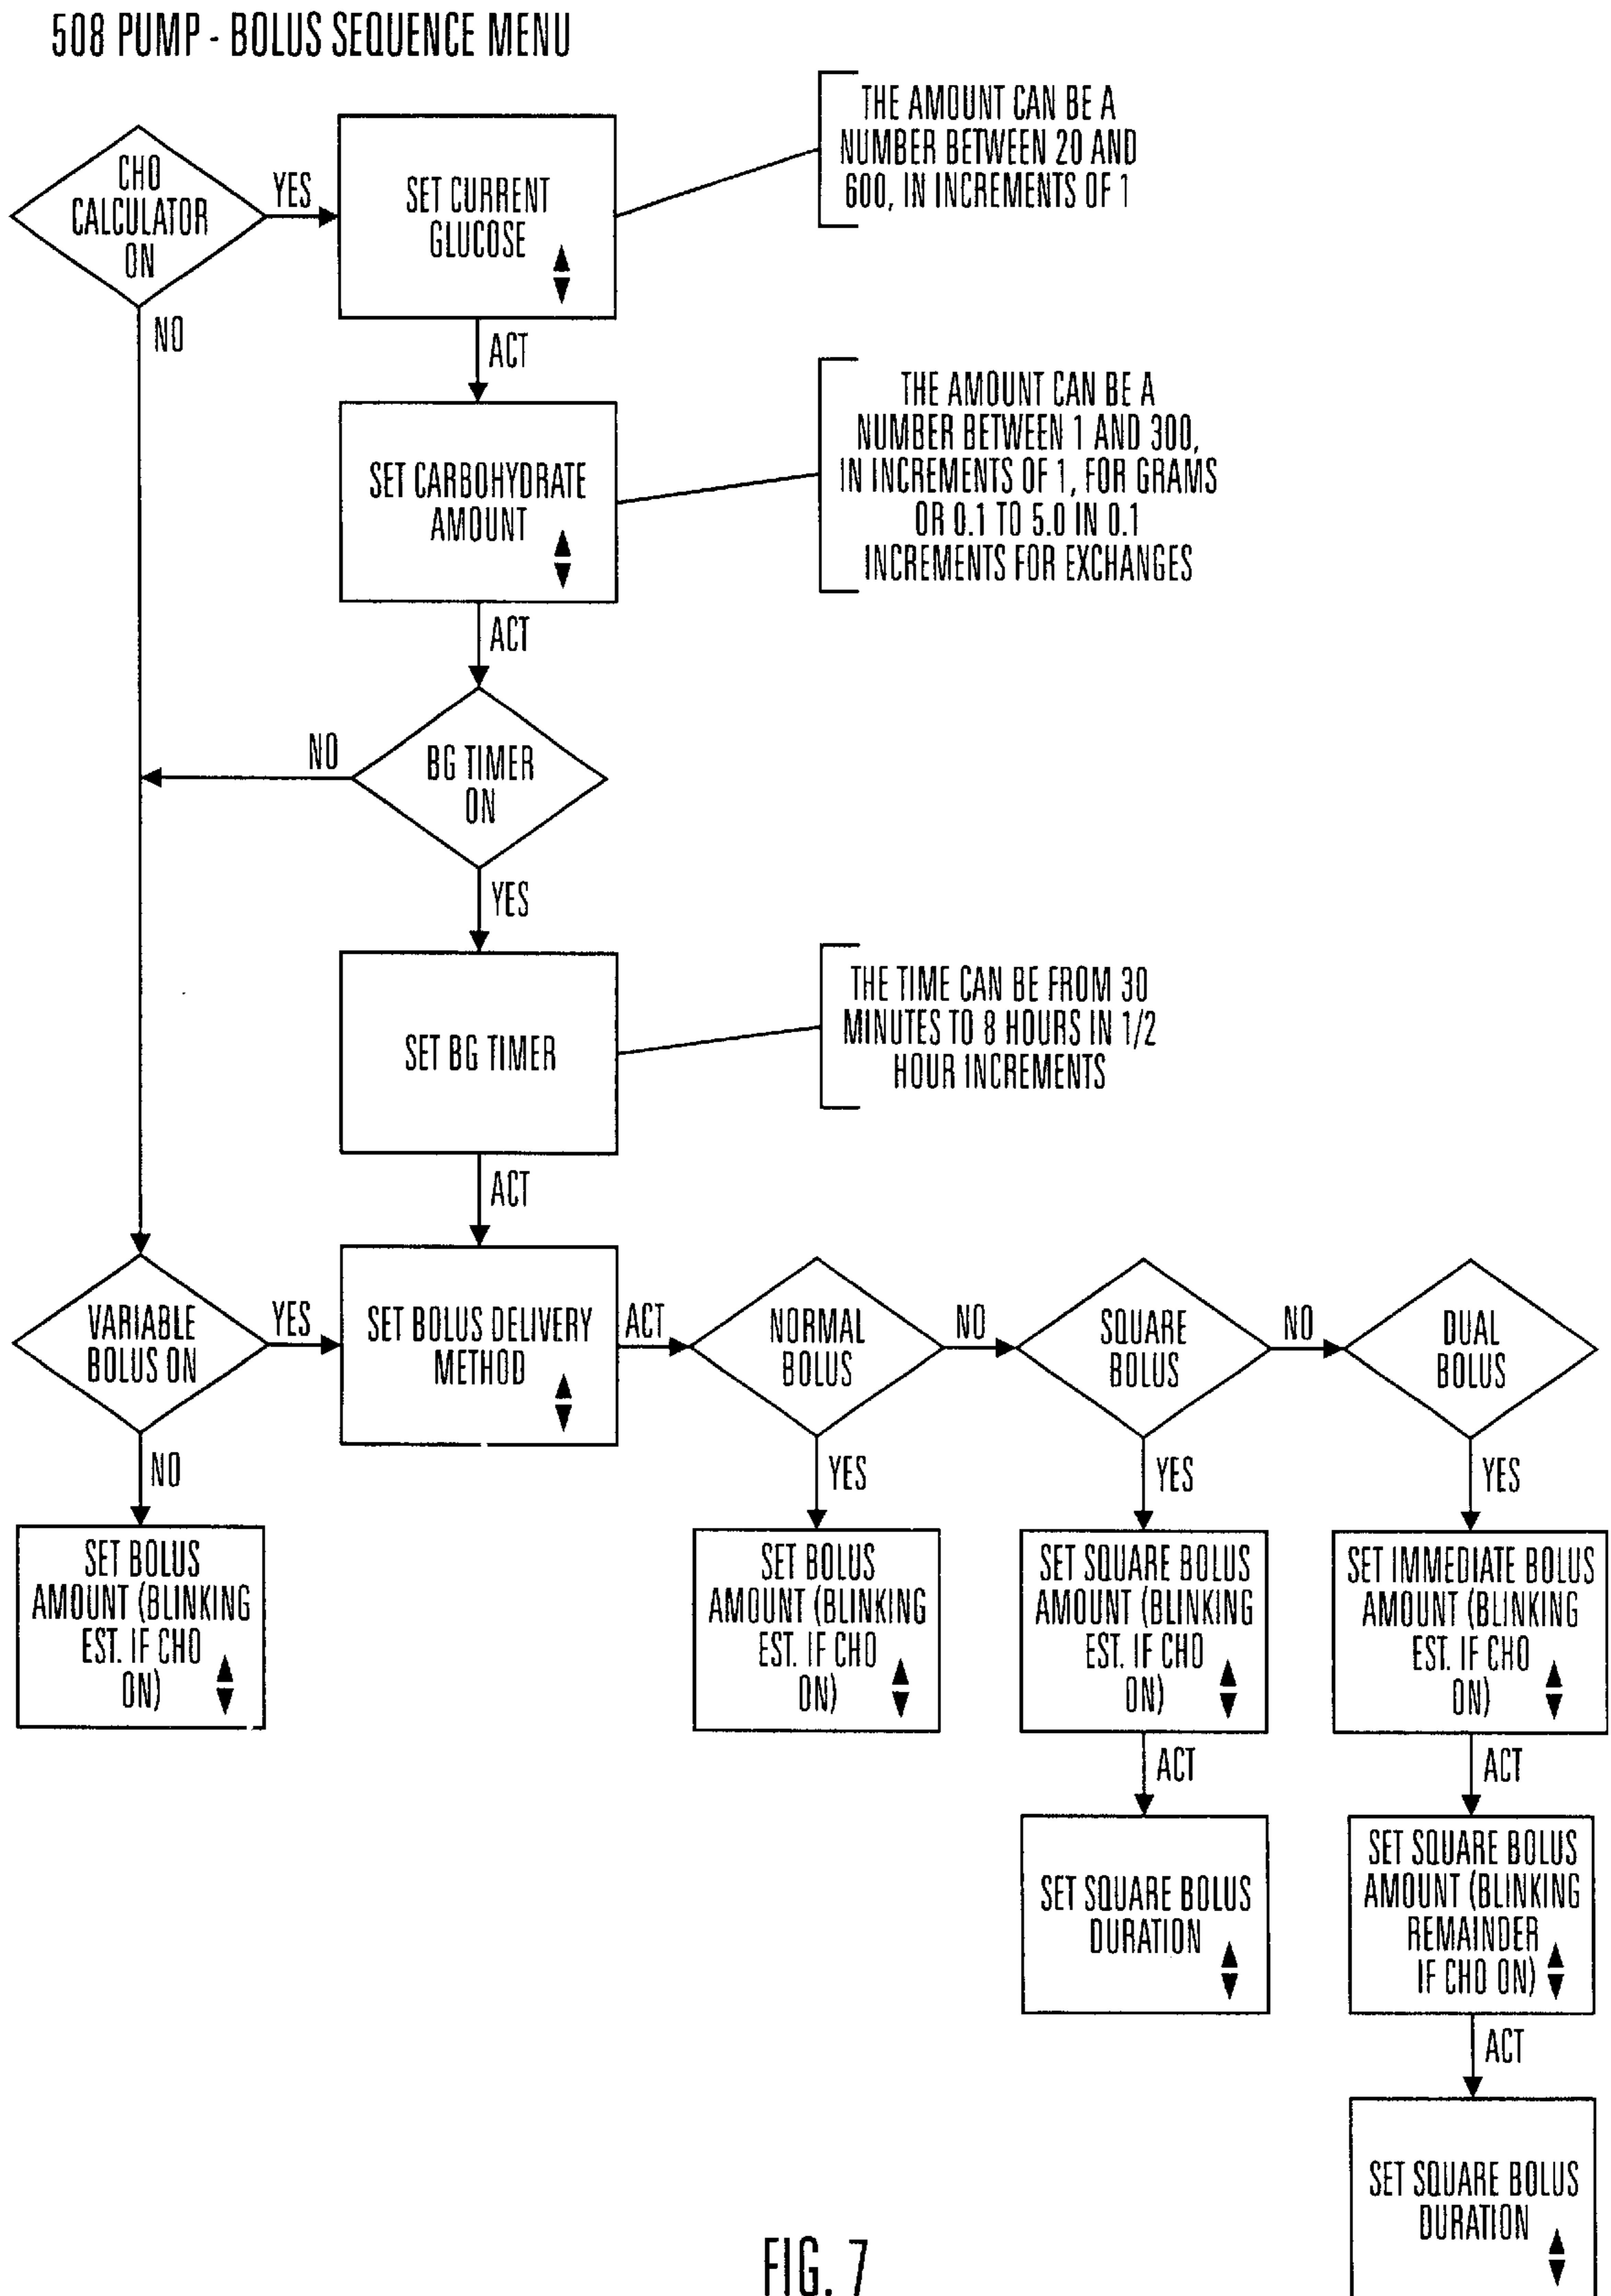 508 PUMP - BOLUS SEQUENCE MENU
CHO
CALCULATOR
ON
YES
NO
SET CURRENT
GLUCOSE
THE AMOUNT CAN BE A
NUMBER BETWEEN 20 AND
600, IN INCREMENTS OF 1
ACT
SET CARBOHYDRATE
AMOUNT
THE AMOUNT CAN BE A
NUMBER BETWEEN 1 AND 300,
IN INCREMENTS OF 1, FOR GRAMS
OR 0.1 TO 5.0 IN 0.1
INCREMENTS FOR EXCHANGES
ACT
BG TIMER
ON
NO
YES
SET BG TIMER
THE TIME CAN BE FROM 30
MINUTES TO 8 HOURS IN 1/2
HOUR INCREMENTS
ACT
VARIABLE
BOLUS ON
YES
SET BOLUS DELIVERY
METHOD
ACT
NORMAL
BOLUS
NO
SQUARE
BOLUS
NO
DUAL
BOLUS
NO
YES
YES
YES
SET BOLUS
AMOUNT (BLINKING
EST. IF CHO
ON)
SET BOLUS
AMOUNT (BLINKING
EST. IF CHO
ON)
SET SQUARE BOLUS
AMOUNT (BLINKING
EST. IF CHO
ON)
SET IMMEDIATE BOLUS
AMOUNT (BLINKING
EST. IF CHO
ON)
ACT
ACT
SET SQUARE BOLUS
DURATION
SET SQUARE BOLUS
AMOUNT (BLINKING
REMAINDER
IF CHO ON)
ACT
SET SQUARE BOLUS
DURATION
FIG. 7